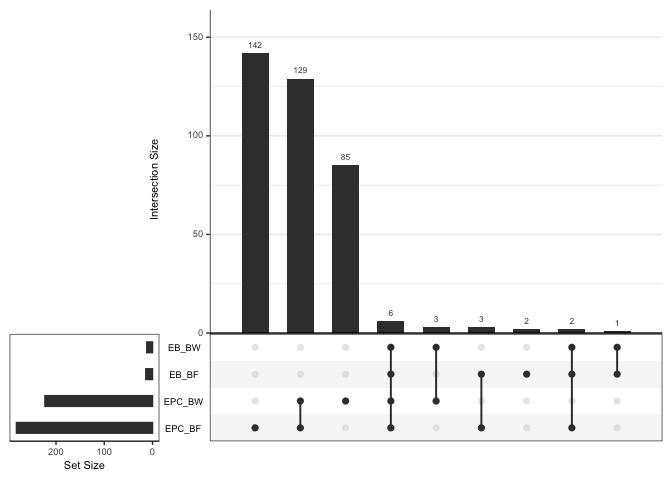 142
129
85
6
3
3
2
2
1
150
100
50
0
Intersection Size
EB_BW
EB_BF
EPC_BW
EPC_BF
200 100 0
Set Size